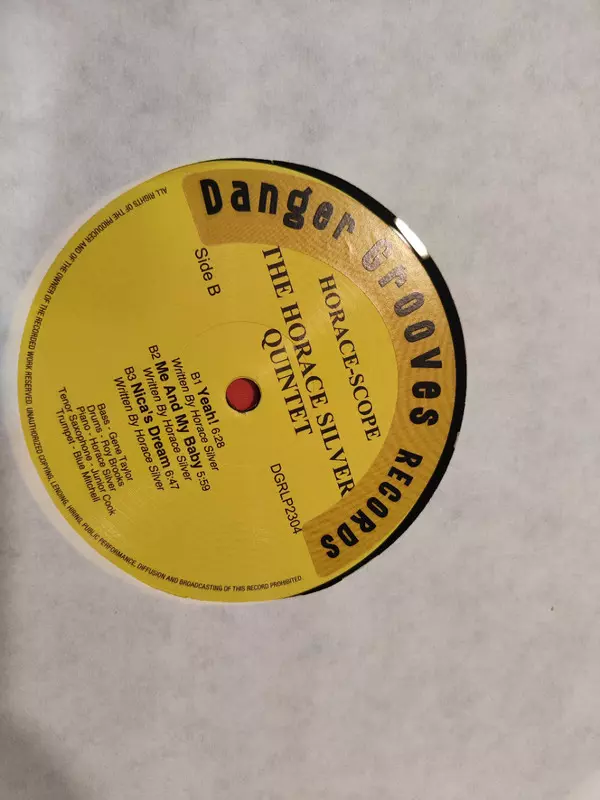 Danger Grooves RECORDS
HORACE-SCOPE
THE HORACE SILVER
QUINTET
Side B
DGRLP2304
B1 Yeah! 6:28
Written By Horace Silver
B2 Me And My Baby 5:59
Written By Horace Silver
B3 Nica's Dream 6:47
Written By Horace Silver
Bass - Gene Taylor
Drums - Roy Brooks
Piano - Horace Silver
Tenor Saxophone - Junior Cook
Trumpet - Blue Mitchell
ALL RIGHTS OF THE PRODUCER AND OF THE OWNER OF THE RECORDED WORK RESERVED. UNAUTHORIZED COPYING, LENDING, HIRING, PUBLIC PERFORMANCE, DIFFUSION AND BROADCASTING OF THIS RECORD PROHIBITED.